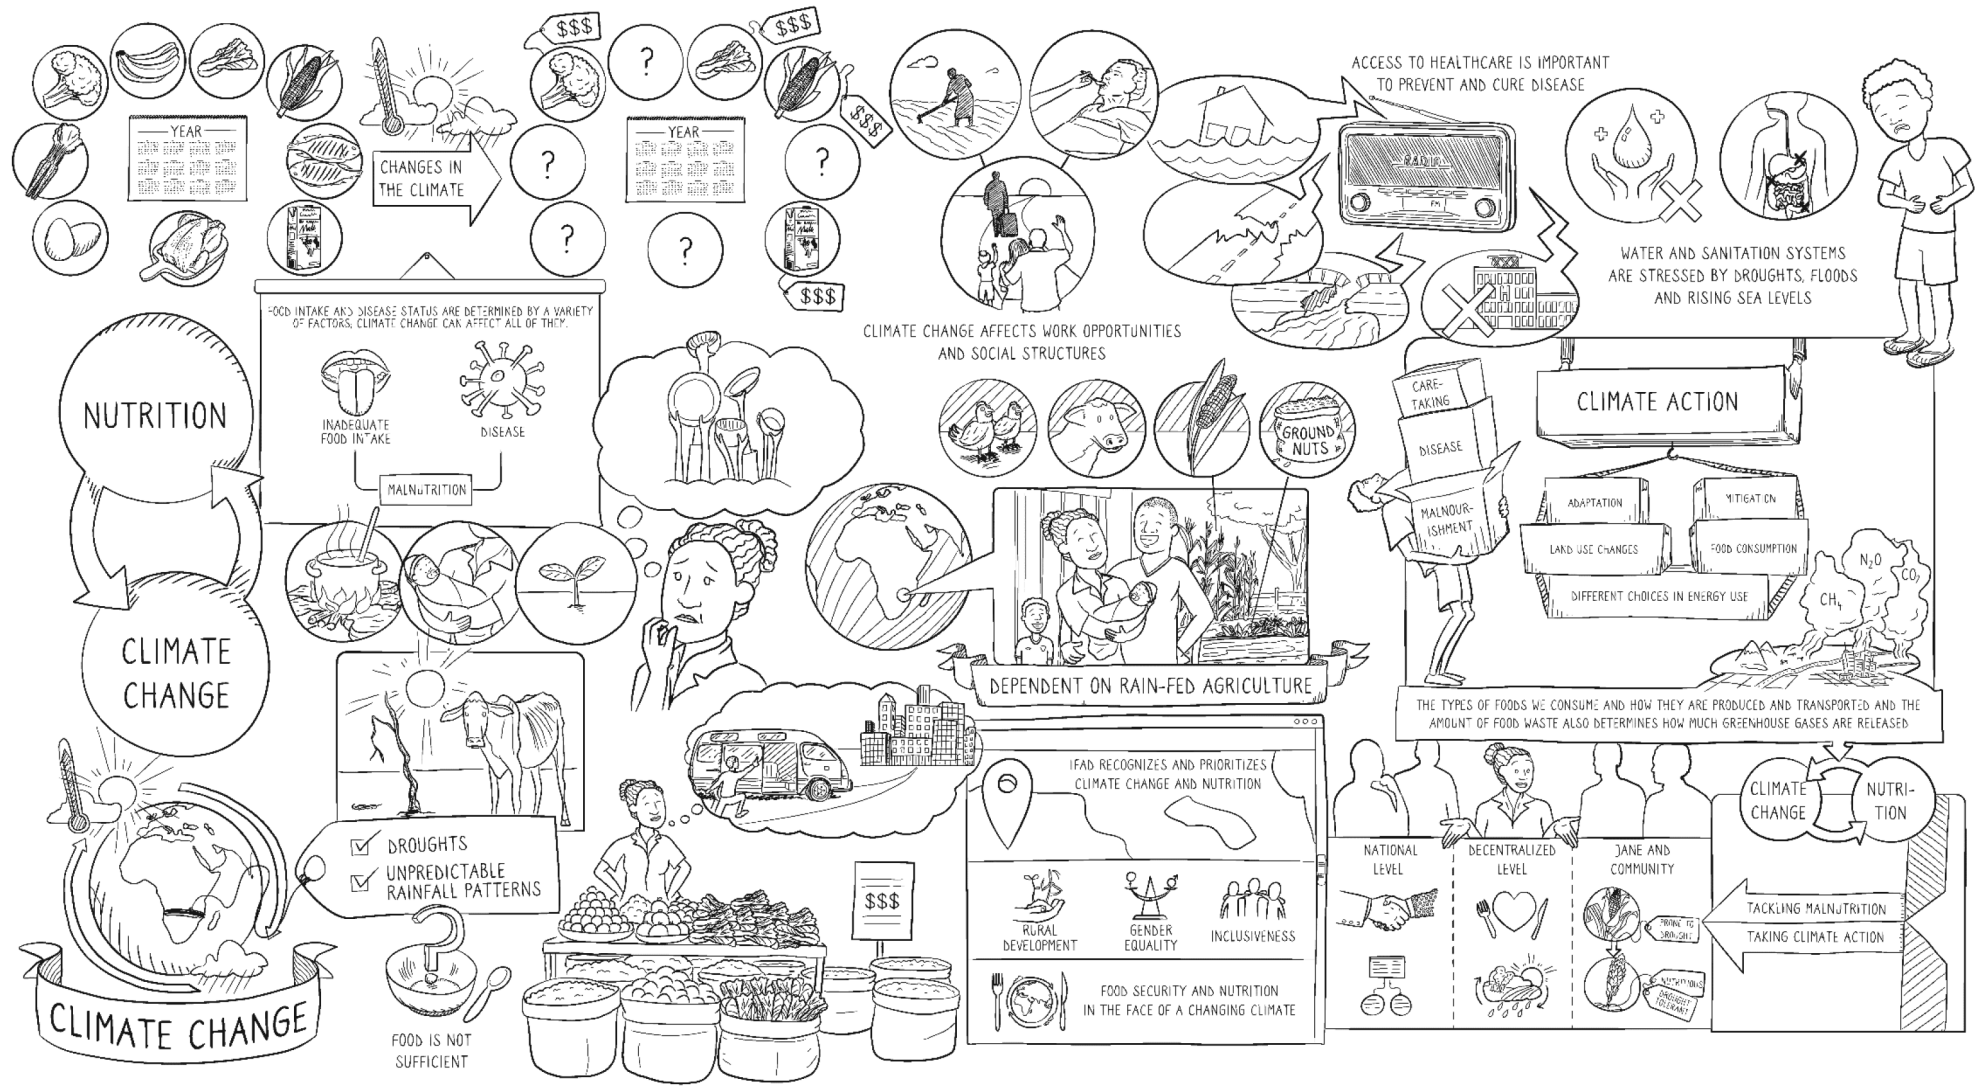 $$$
$$$
?
YEAR
CHANGES IN
THE CLIMATE
?
YEAR
?
$$$
?
?
$$$
ACCESS TO HEALTHCARE IS IMPORTANT
TO PREVENT AND CURE DISEASE
RADIO
FM
WATER AND SANITATION SYSTEMS
ARE STRESSED BY DROUGHTS, FLOODS
AND RISING SEA LEVELS
CLIMATE CHANGE AFFECTS WORK OPPORTUNITIES
AND SOCIAL STRUCTURES
FOOD INTAKE AND DISEASE STATUS ARE DETERMINED BY A VARIETY
OF FACTORS, CLIMATE CHANGE CAN AFFECT ALL OF THEM.
INADEQUATE
FOOD INTAKE
DISEASE
MALNUTRITION
NUTRITION
CLIMATE
CHANGE
GROUND
NUTS
DEPENDENT ON RAIN-FED AGRICULTURE
CARE-
TAKING
DISEASE
MALNOUR-
ISHMENT
CLIMATE ACTION
ADAPTATION
MITIGATION
LAND USE CHANGES
FOOD CONSUMPTION
DIFFERENT CHOICES IN ENERGY USE
CH4
N2O
CO2
THE TYPES OF FOODS WE CONSUME AND HOW THEY ARE PRODUCED AND TRANSPORTED AND THE
AMOUNT OF FOOD WASTE ALSO DETERMINES HOW MUCH GREENHOUSE GASES ARE RELEASED
CLIMATE CHANGE
DROUGHTS
UNPREDICTABLE
RAINFALL PATTERNS
FOOD IS NOT
SUFFICIENT
$$$
IFAD RECOGNIZES AND PRIORITIZES
CLIMATE CHANGE AND NUTRITION
RURAL
DEVELOPMENT
GENDER
EQUALITY
INCLUSIVENESS
FOOD SECURITY AND NUTRITION
IN THE FACE OF A CHANGING CLIMATE
NATIONAL
LEVEL
DECENTRALIZED
LEVEL
JANE AND
COMMUNITY
PRONE TO
DROUGHT
NUTRITIOUS
DROUGHT
TOLERANT
CLIMATE
CHANGE
NUTRI-
TION
TACKLING MALNUTRITION
TAKING CLIMATE ACTION